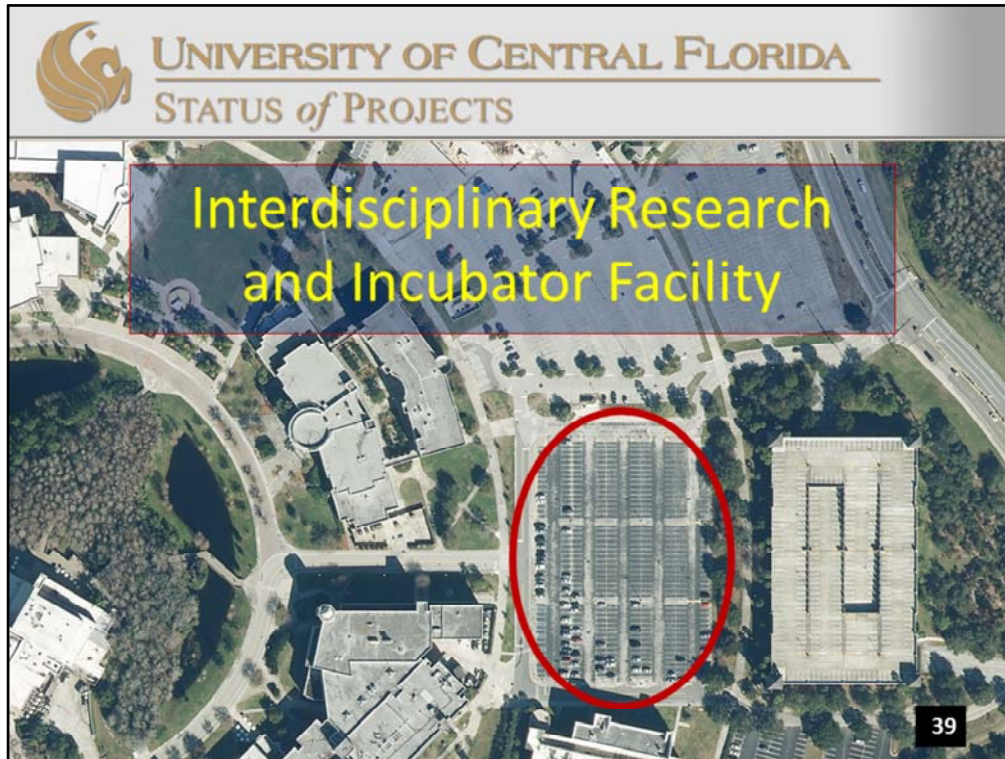 UNIVERSITY OF CENTRAL FLORIDA
STATUS of PROJECTS
Interdisciplinary Research
and Incubator Facility
39